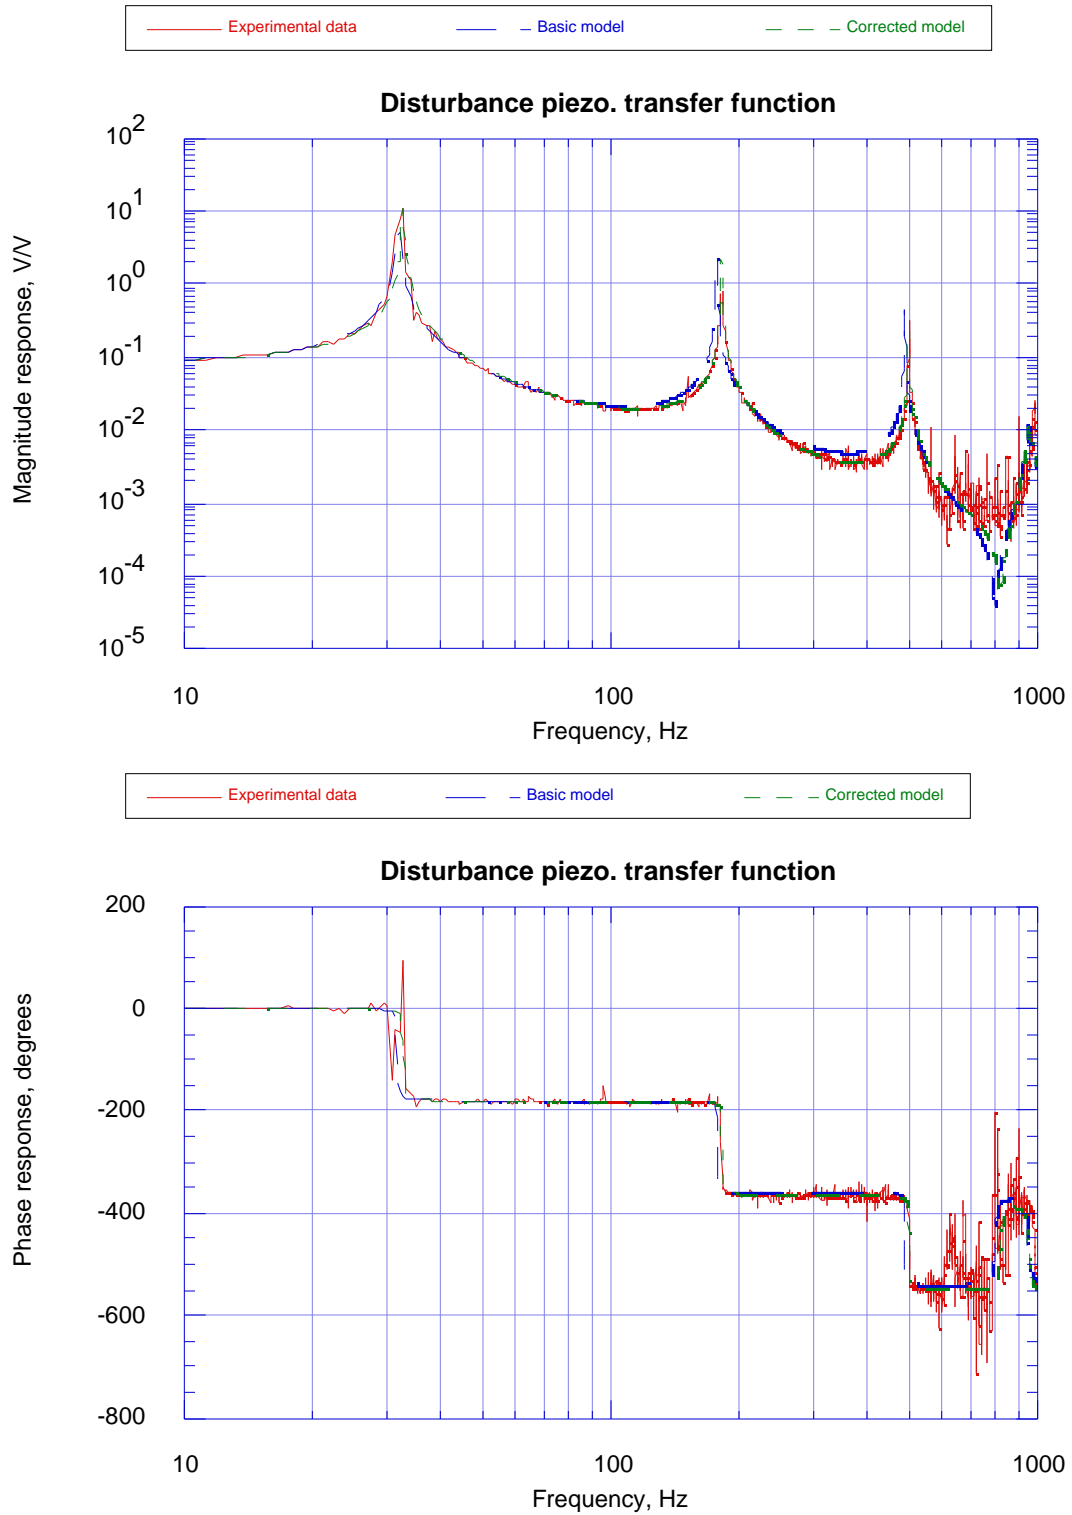 Experimental data Basic model Corrected model
Disturbance piezo. transfer function
Magnitude response, V/V
10^2
10^1
10^0
10^-1
10^-2
10^-3
10^-4
10^-5
10 100 1000
Frequency, Hz
Experimental data Basic model Corrected model
Disturbance piezo. transfer function
Phase response, degrees
200
0
-200
-400
-600
-800
10 100 1000
Frequency, Hz